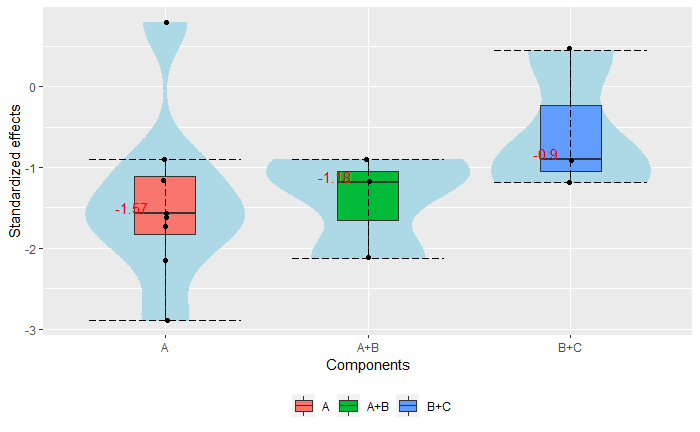 Standardized effects
0
-1
-2
-3
-1.57
-1.18
-0.9
A A+B B+C
Components
A A+B B+C